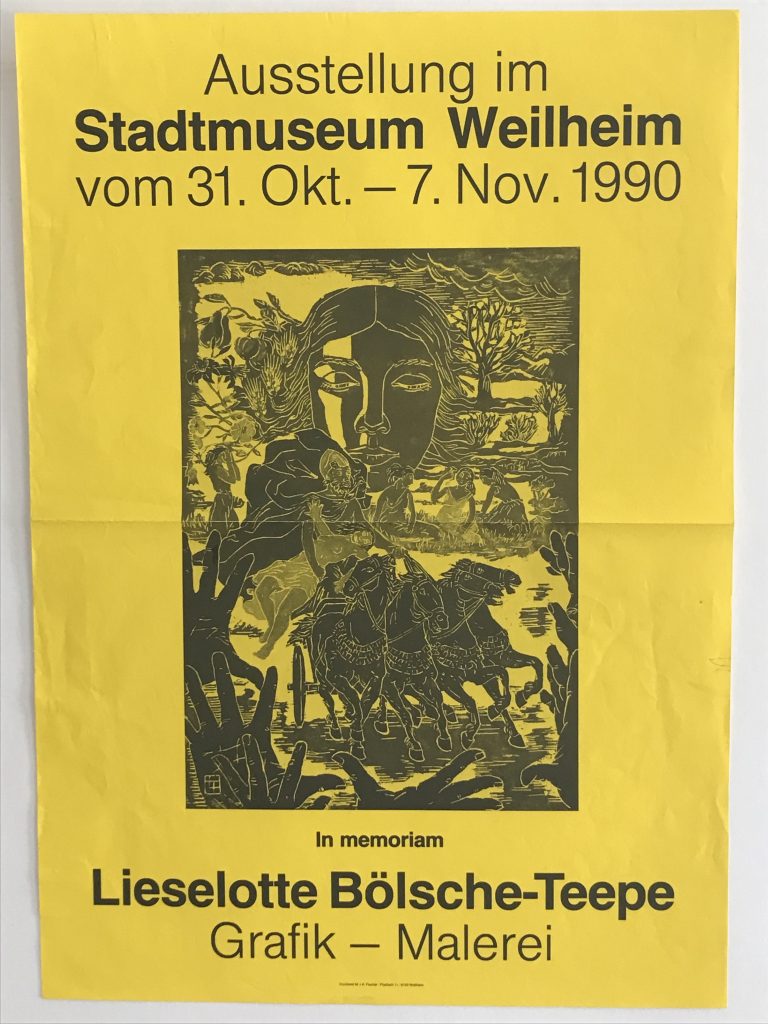 Ausstellung im
Stadtmuseum Weilheim
vom 31. Okt. – 7. Nov. 1990
In memoriam
Lieselotte Bölsche-Teepe
Grafik – Malerei